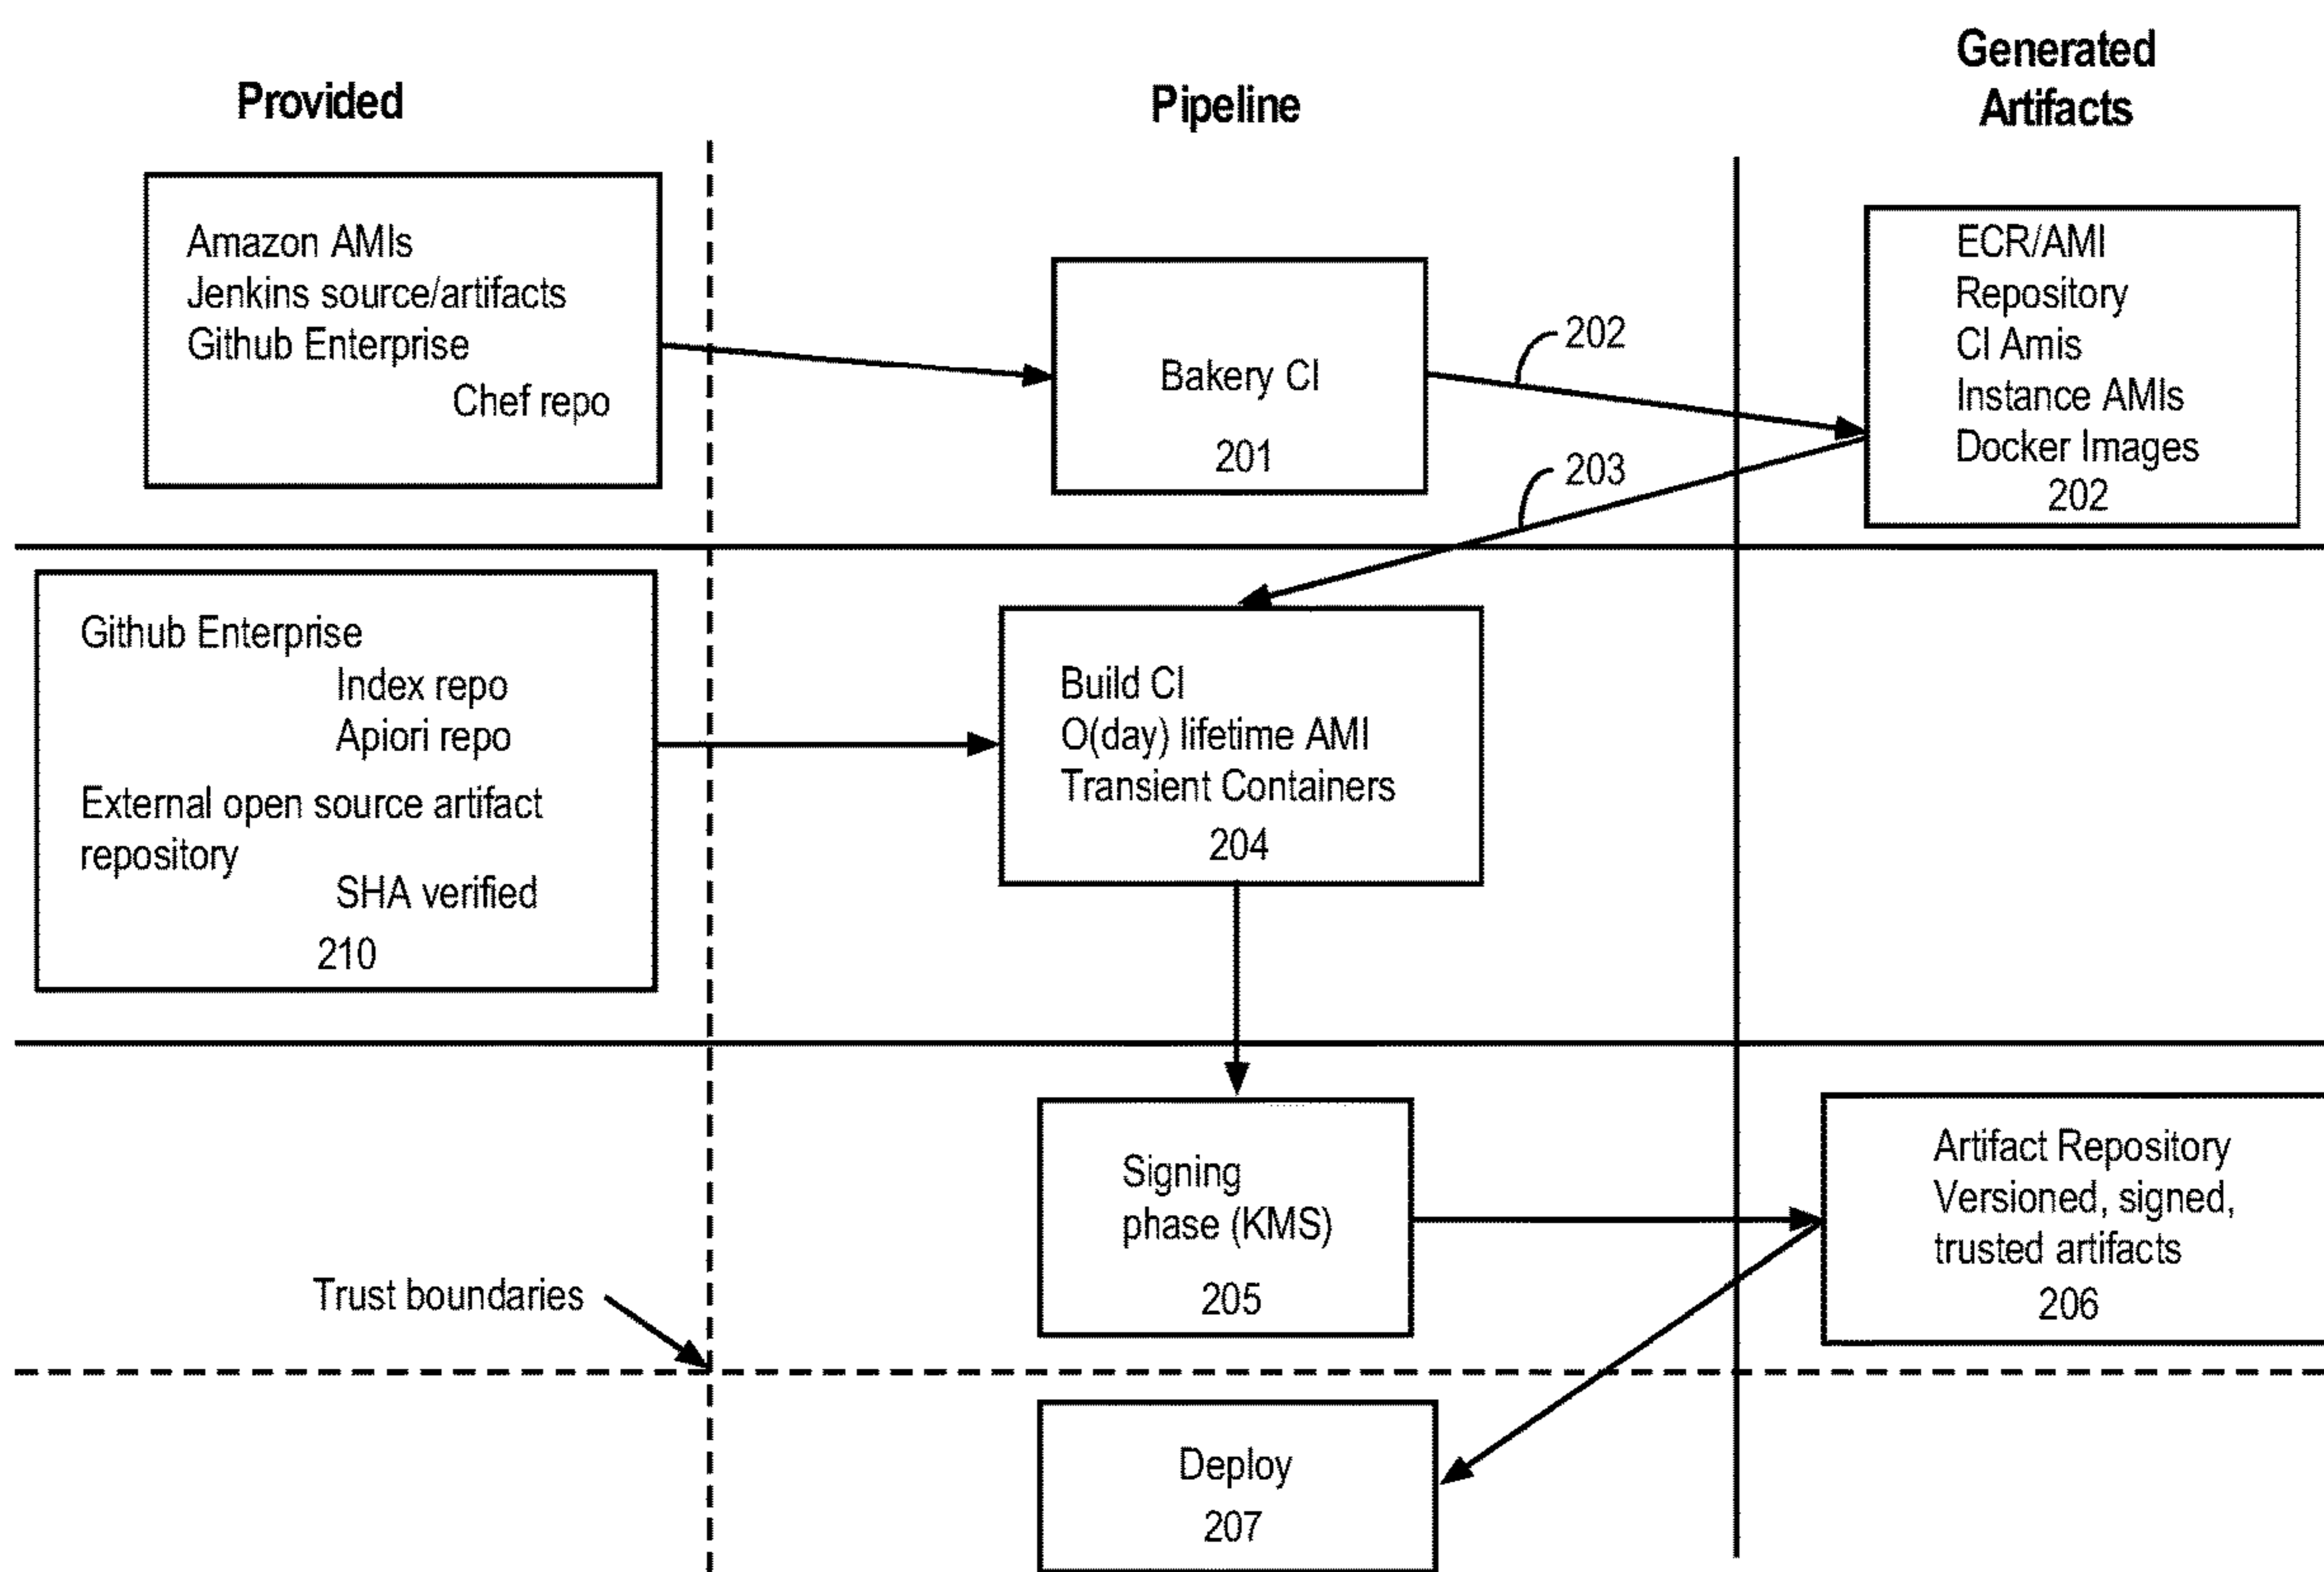 Provided
Pipeline
Generated
Artifacts
Amazon AMIs
Jenkins source/artifacts
Github Enterprise
Chef repo
Bakery CI
201
202
203
ECR/AMI
Repository
CI Amis
Instance AMIs
Docker Images
202
Github Enterprise
Index repo
Apiori repo
External open source artifact
repository
SHA verified
210
Build CI
O(day) lifetime AMI
Transient Containers
204
Signing
phase (KMS)
205
Artifact Repository
Versioned, signed,
trusted artifacts
206
Trust boundaries
Deploy
207